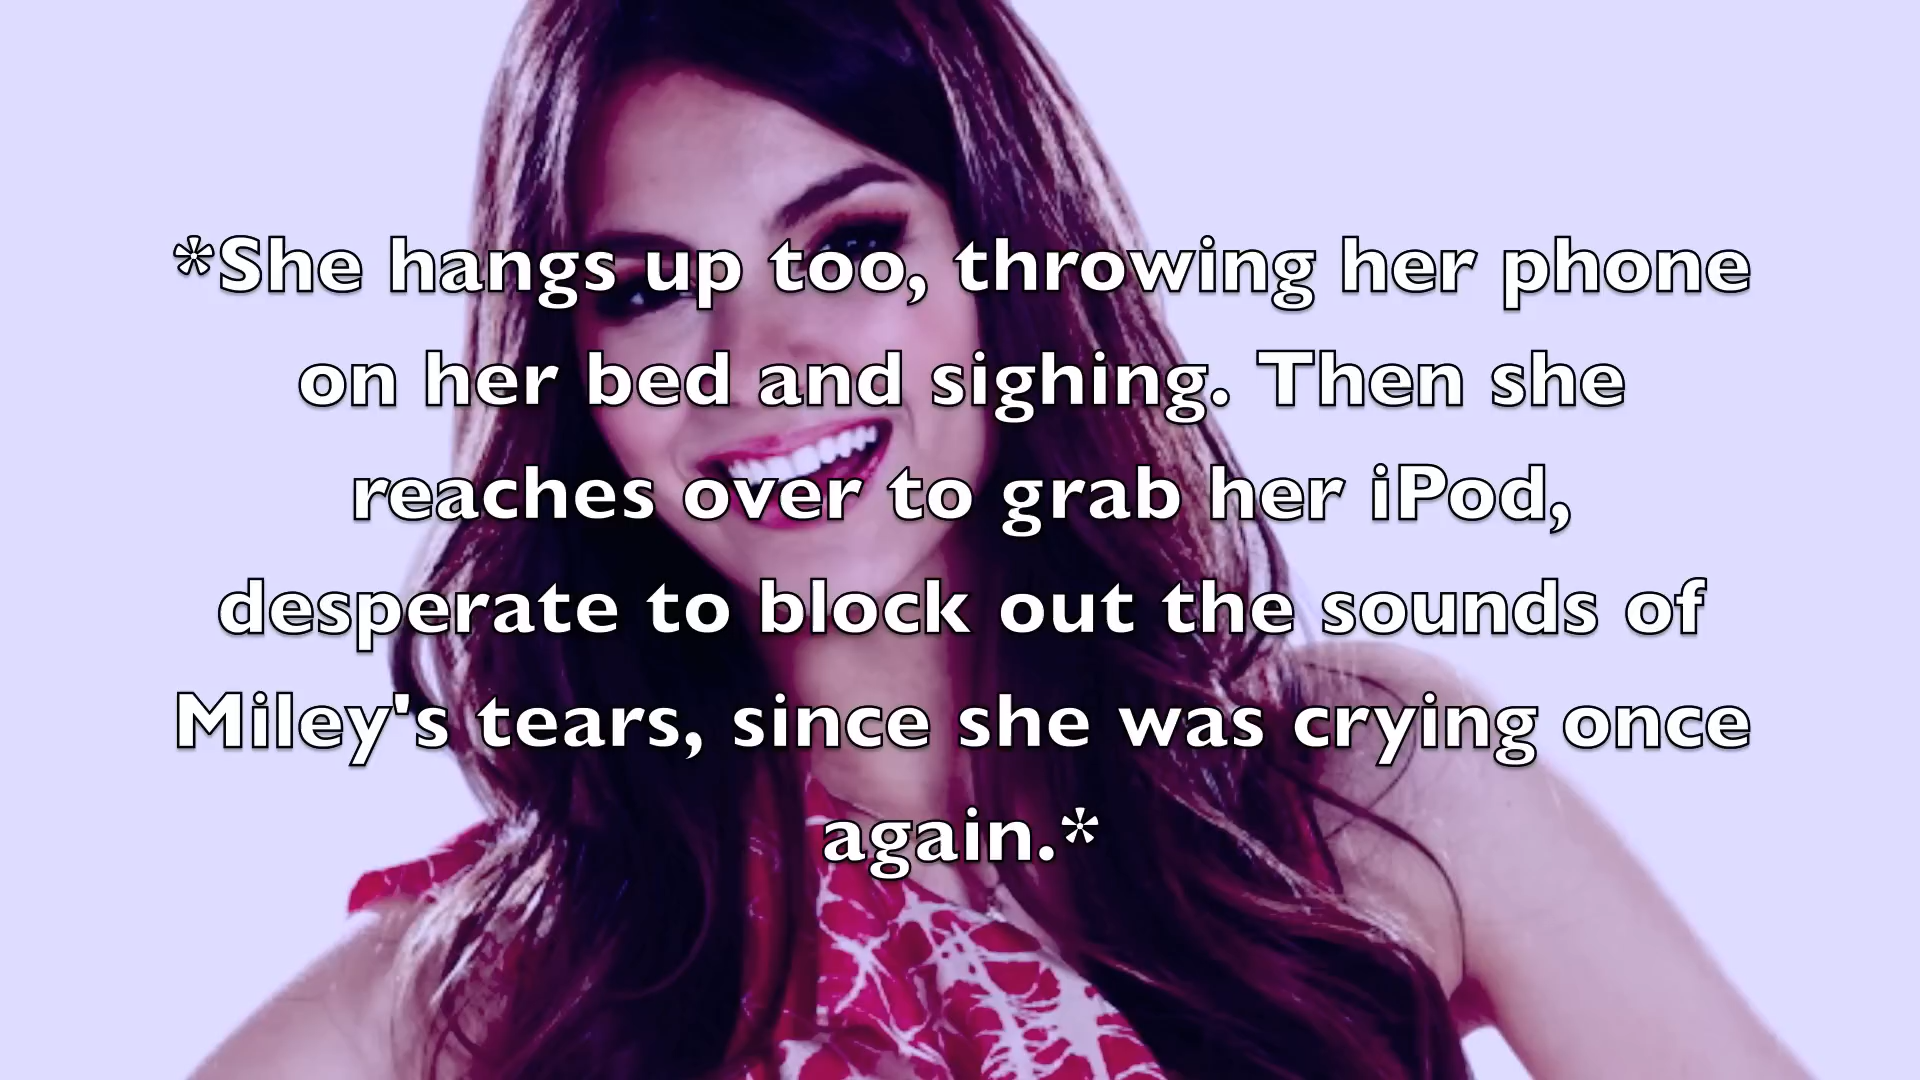 *She hangs up too, throwing her phone
on her bed and sighing. Then she
reaches over to grab her iPod,
desperate to block out the sounds of
Miley's tears, since she was crying once
again.*